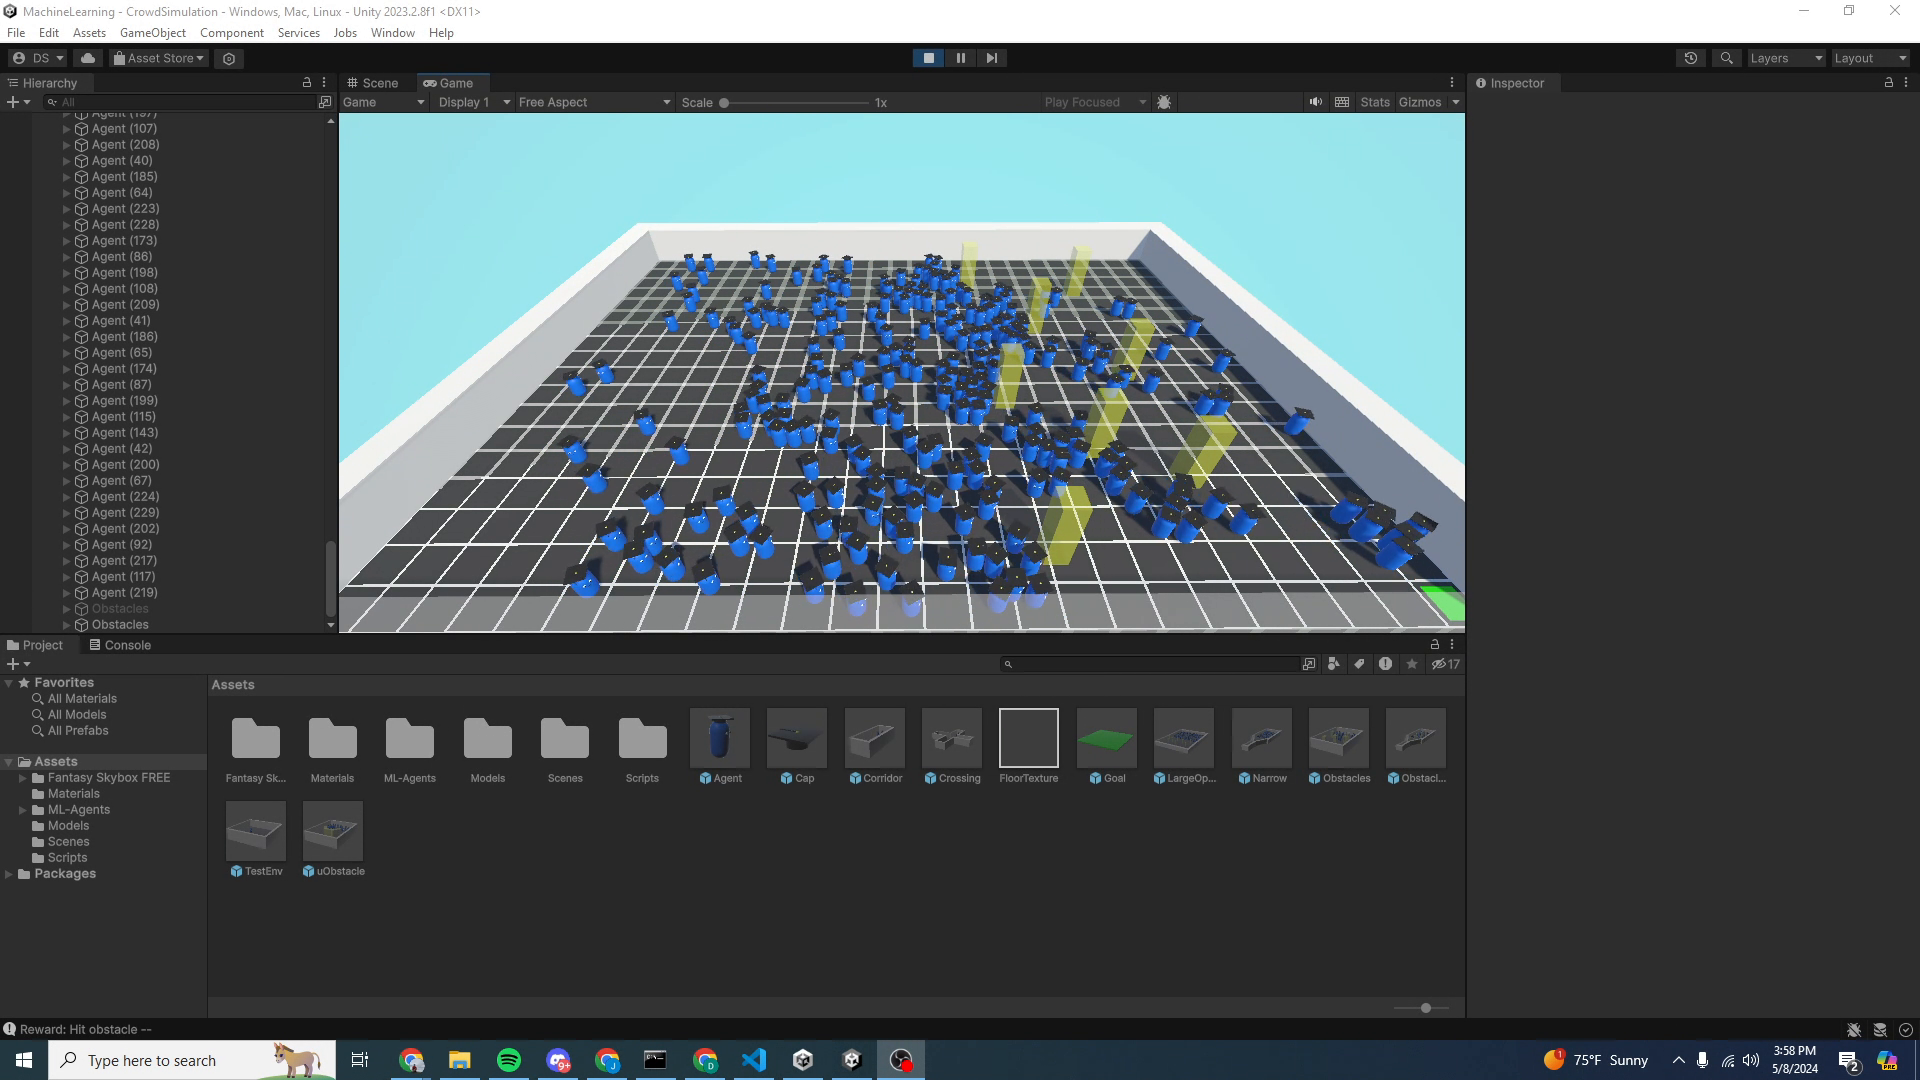 MachineLearning - CrowdSimulation - Windows, Mac, Linux - Unity 2023.2.8f1 <DX11>
File Edit Assets GameObject Component Services Jobs Window Help
DS Asset Store Layers Layout
Hierarchy Scene Game Inspector
All Game Display 1 Free Aspect Scale 1x Play Focused Stats Gizmos
Agent (197)
Agent (107)
Agent (208)
Agent (40)
Agent (185)
Agent (64)
Agent (223)
Agent (228)
Agent (173)
Agent (86)
Agent (198)
Agent (108)
Agent (209)
Agent (41)
Agent (186)
Agent (65)
Agent (174)
Agent (87)
Agent (199)
Agent (115)
Agent (143)
Agent (42)
Agent (200)
Agent (67)
Agent (224)
Agent (229)
Agent (202)
Agent (92)
Agent (217)
Agent (117)
Agent (219)
Obstacles
Obstacles
Project Console
17
Favorites
All Materials
All Models
All Prefabs
Assets
Fantasy Skybox FREE
Materials
ML-Agents
Models
Scenes
Scripts
Packages
Assets
Fantasy Sk... Materials ML-Agents Models Scenes Scripts Agent Cap Corridor Crossing FloorTexture Goal LargeOp... Narrow Obstacles Obstacl...
TestEnv uObstacle
Reward: Hit obstacle --
Type here to search
9+
1
75°F Sunny
3:58 PM
5/8/2024
2
PRE